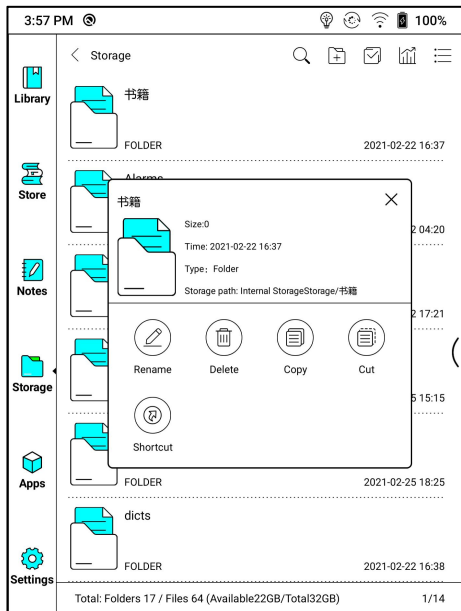 3:57 PM 100%
Storage
Library
书籍
FOLDER 2021-02-22 16:37
Store
Alarms
2 04:20
书籍
Size:0
Time: 2021-02-22 16:37
Type：Folder
Storage path: Internal StorageStorage/书籍
Notes
2 17:21
Rename Delete Copy Cut
Storage
5 15:15
Shortcut
Apps
FOLDER 2021-02-25 18:25
dicts
FOLDER 2021-02-22 16:38
Settings
Total: Folders 17 / Files 64 (Available22GB/Total32GB) 1/14